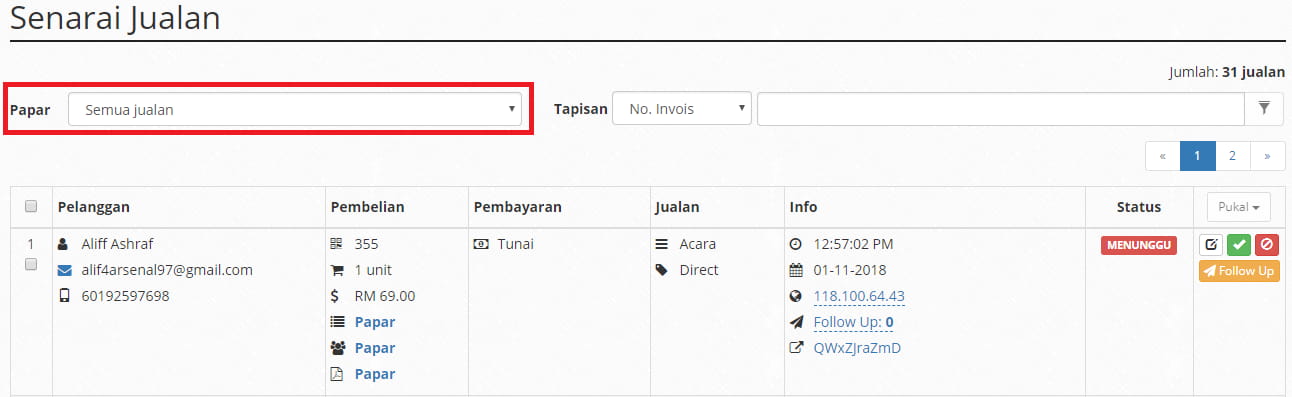 Senarai Jualan
Jumlah: 31 jualan
Papar Semua jualan Tapisan No. Invois
« 1 2 »
Pelanggan Pembelian Pembayaran Jualan Info Status Pukal
1 Aliff Ashraf 355 Tunai Acara 12:57:02 PM MENUNGGU
alif4arsenal97@gmail.com 1 unit Direct 01-11-2018 Follow Up
60192597698 RM 69.00 118.100.64.43
Papar Follow Up: 0
Papar QWxZJraZmD
Papar